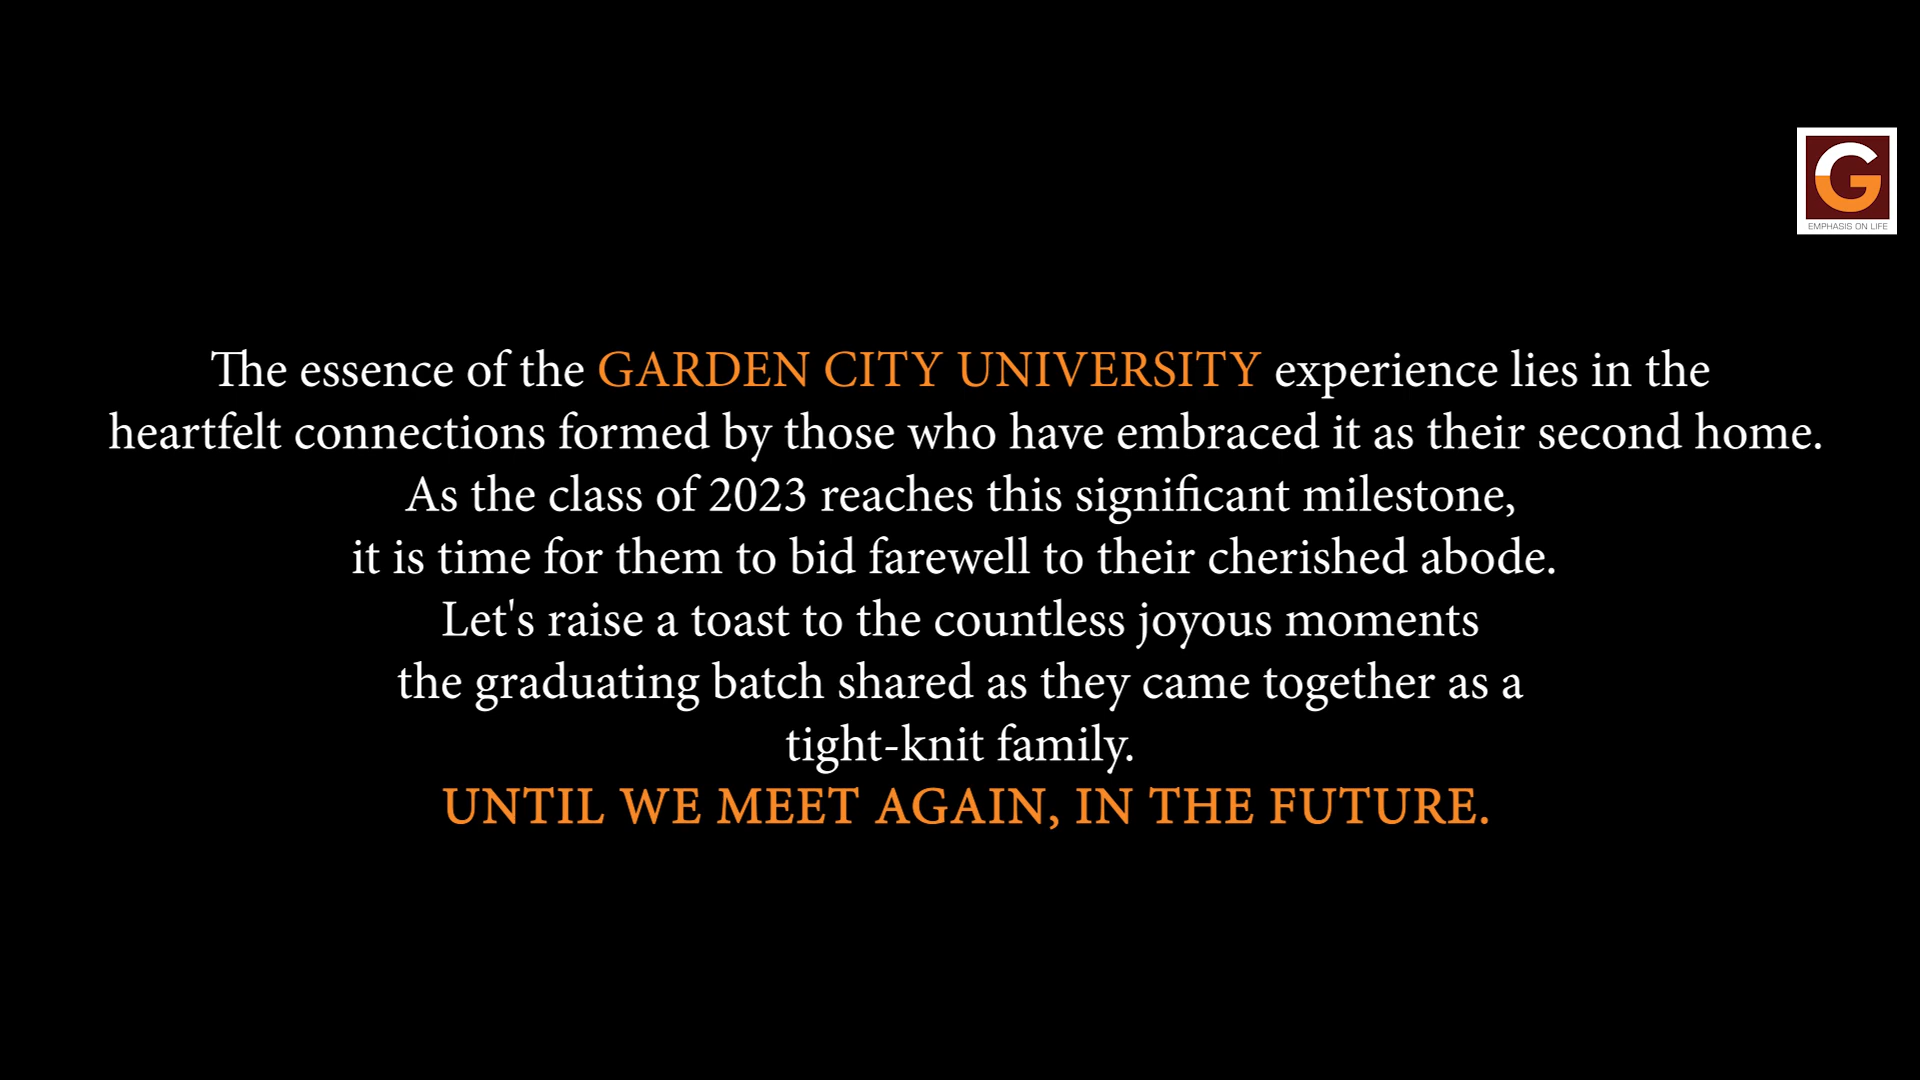 G
EMPHASIS ON LIFE
The essence of the GARDEN CITY UNIVERSITY experience lies in the
heartfelt connections formed by those who have embraced it as their second home.
As the class of 2023 reaches this significant milestone,
it is time for them to bid farewell to their cherished abode.
Let's raise a toast to the countless joyous moments
the graduating batch shared as they came together as a
tight-knit family.
UNTIL WE MEET AGAIN, IN THE FUTURE.